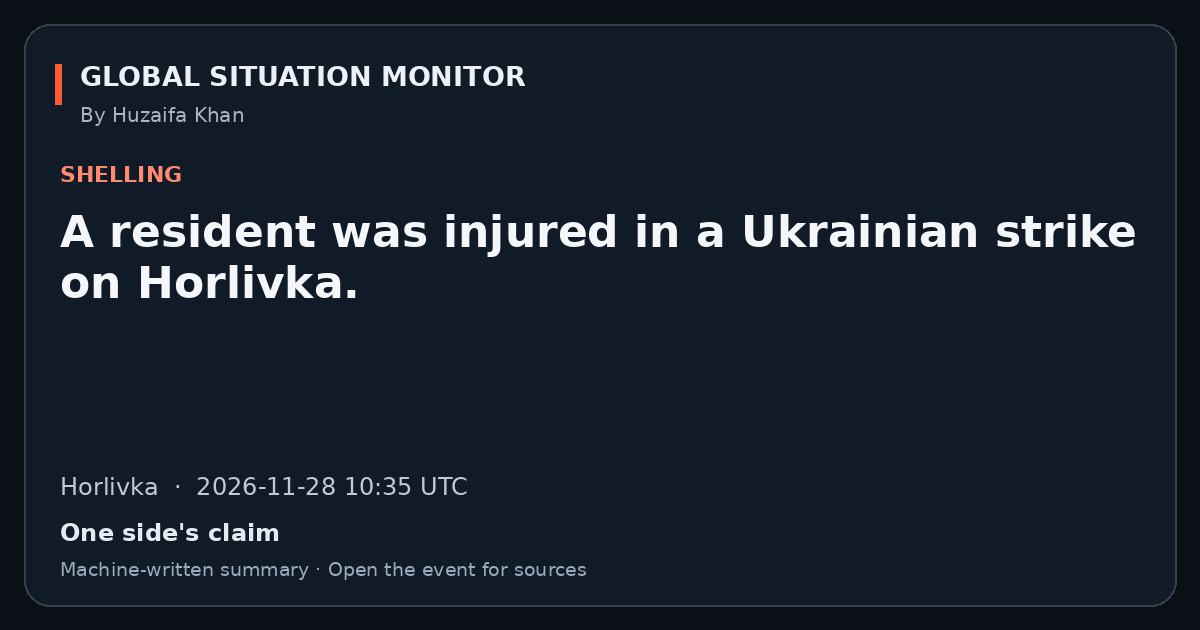 GLOBAL SITUATION MONITOR
By Huzaifa Khan
SHELLING
A resident was injured in a Ukrainian strike
on Horlivka.
Horlivka · 2026-11-28 10:35 UTC
One side's claim
Machine-written summary · Open the event for sources